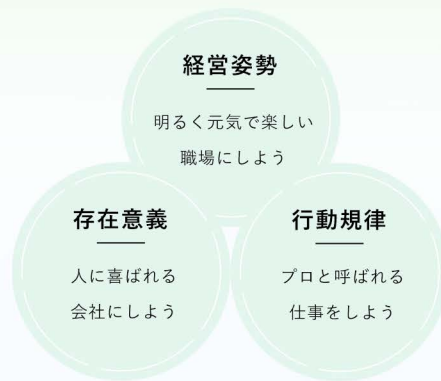 経営姿勢
明るく元気で楽しい
職場にしよう
存在意義
人に喜ばれる
会社にしよう
行動規律
プロと呼ばれる
仕事をしよう